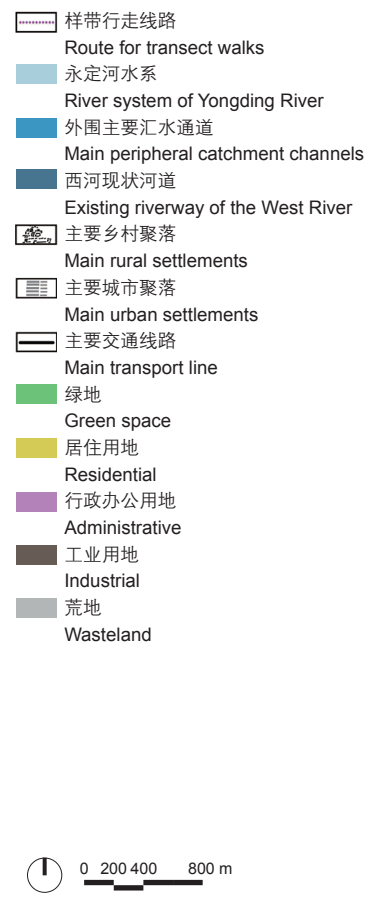 样带行走线路
Route for transect walks
永定河水系
River system of Yongding River
外围主要汇水通道
Main peripheral catchment channels
西河现状河道
Existing riverway of the West River
主要乡村聚落
Main rural settlements
主要城市聚落
Main urban settlements
主要交通线路
Main transport line
绿地
Green space
居住用地
Residential
行政办公用地
Administrative
工业用地
Industrial
荒地
Wasteland
0 200 400 800 m